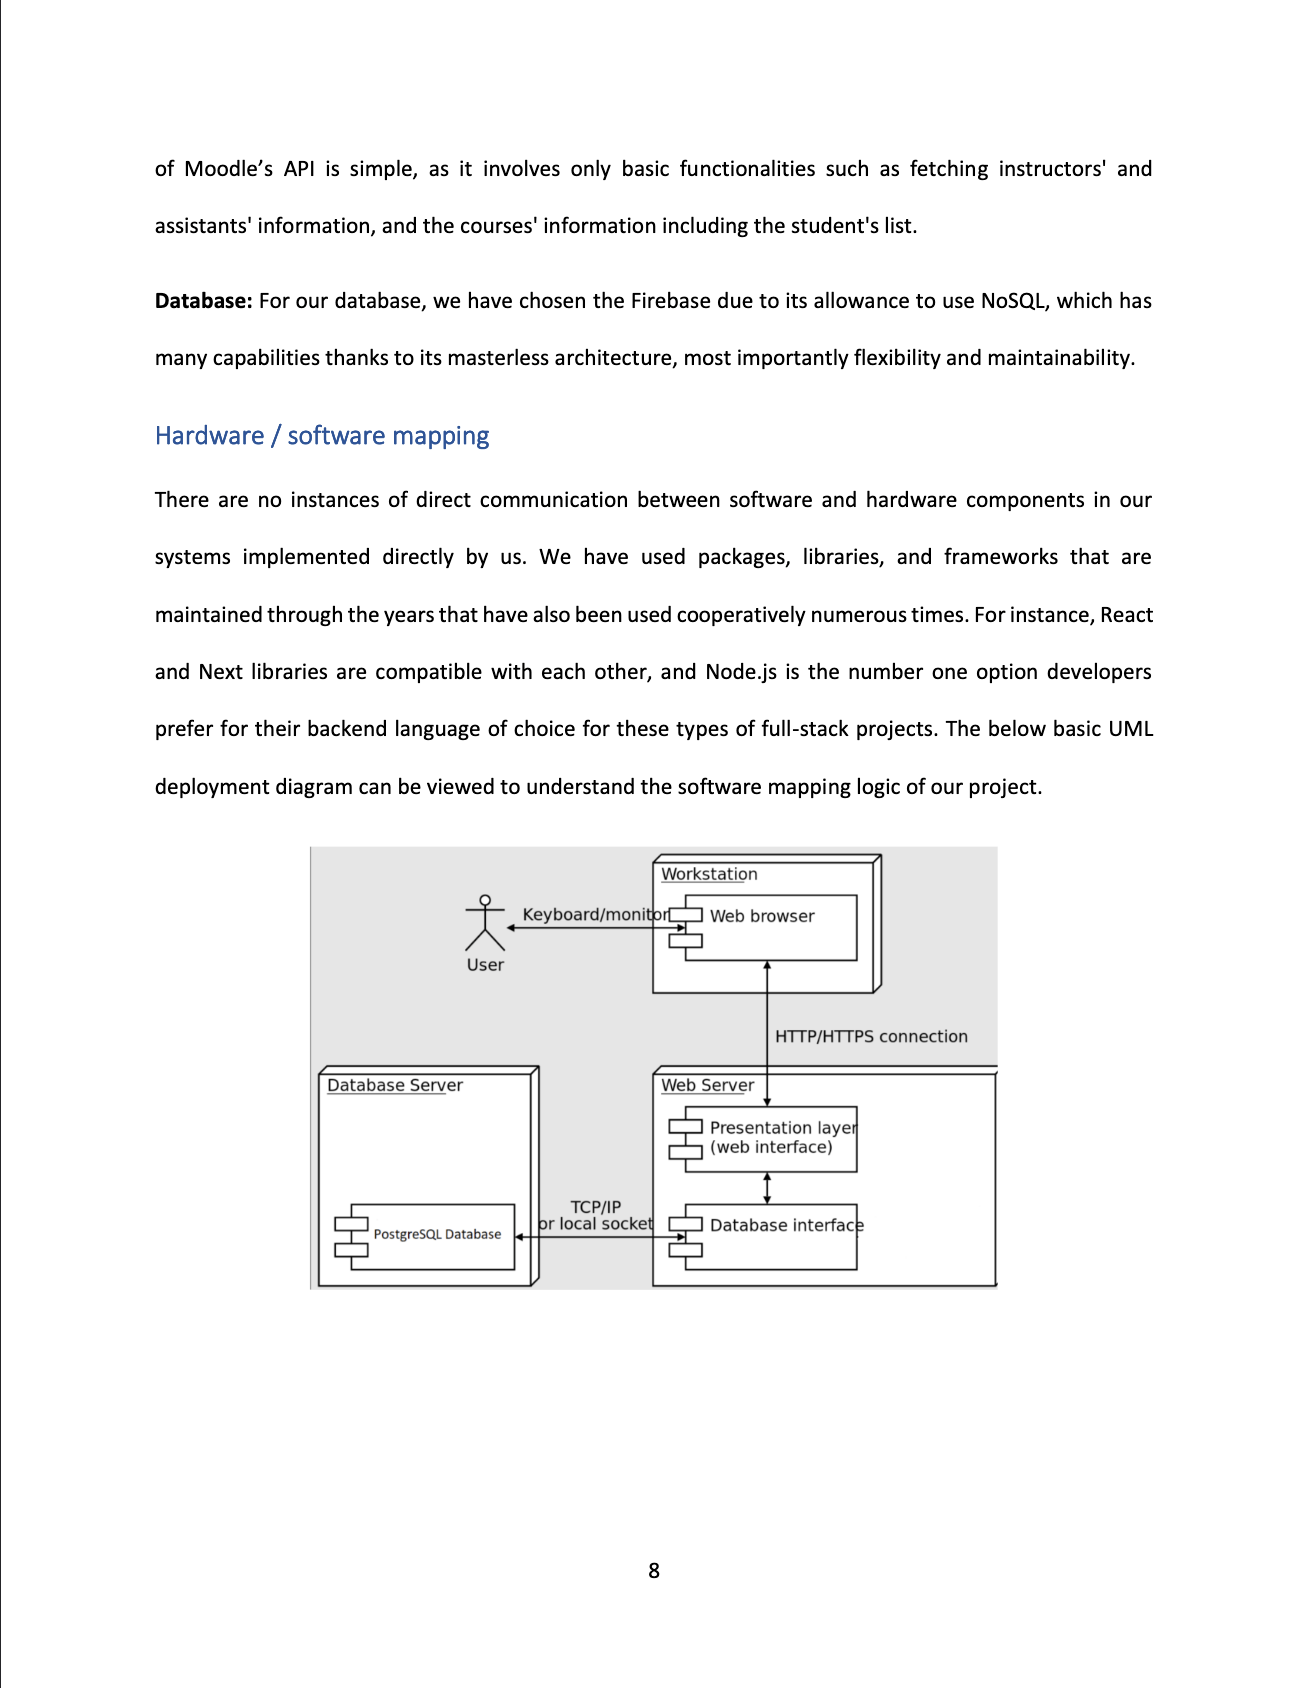 of Moodle’s API is simple, as it involves only basic functionalities such as fetching instructors' and
assistants' information, and the courses' information including the student's list.
Database: For our database, we have chosen the Firebase due to its allowance to use NoSQL, which has
many capabilities thanks to its masterless architecture, most importantly flexibility and maintainability.
Hardware / software mapping
There are no instances of direct communication between software and hardware components in our
systems implemented directly by us. We have used packages, libraries, and frameworks that are
maintained through the years that have also been used cooperatively numerous times. For instance, React
and Next libraries are compatible with each other, and Node.js is the number one option developers
prefer for their backend language of choice for these types of full-stack projects. The below basic UML
deployment diagram can be viewed to understand the software mapping logic of our project.
Workstation
Keyboard/monitor
Web browser
User
HTTP/HTTPS connection
Database Server
Web Server
Presentation layer
(web interface)
TCP/IP
or local socket
Database interface
PostgreSQL Database
8